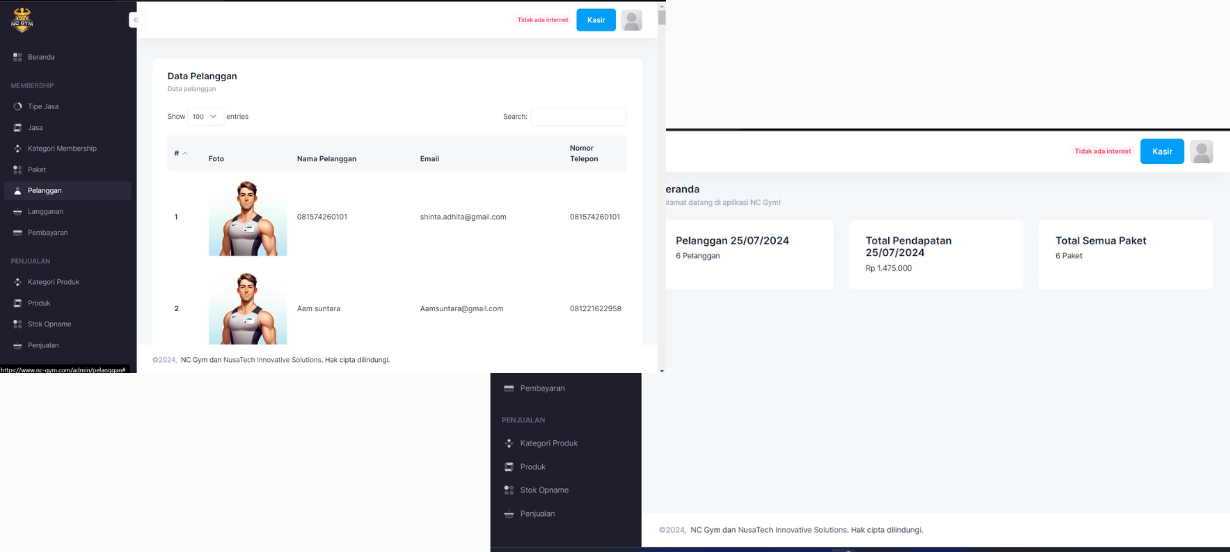 NC GYM
Tidak ada internet
Kasir
Beranda
MEMBERSHIP
Tipe Jasa
Jasa
Kategori Membership
Paket
Pelanggan
Langganan
Pembayaran
PENJUALAN
Kategori Produk
Produk
Stok Opname
Penjualan
https://www.nc-gym.com/admin/pelanggan#
Data Pelanggan
Data pelanggan
Show 100 entries
Search:
# Foto Nama Pelanggan Email Nomor Telepon
1 081574260101 shinta.adhita@gmail.com 081574260101
2 Aam suntara Aamsuntara@gmail.com 081221622958
©2024, NC Gym dan NusaTech Innovative Solutions. Hak cipta dilindungi.
Tidak ada internet
Kasir
eranda
lamat datang di aplikasi NC Gym!
Pelanggan 25/07/2024
6 Pelanggan
Total Pendapatan
25/07/2024
Rp 1.475.000
Total Semua Paket
6 Paket
Pembayaran
PENJUALAN
Kategori Produk
Produk
Stok Opname
Penjualan
©2024, NC Gym dan NusaTech Innovative Solutions. Hak cipta dilindungi.